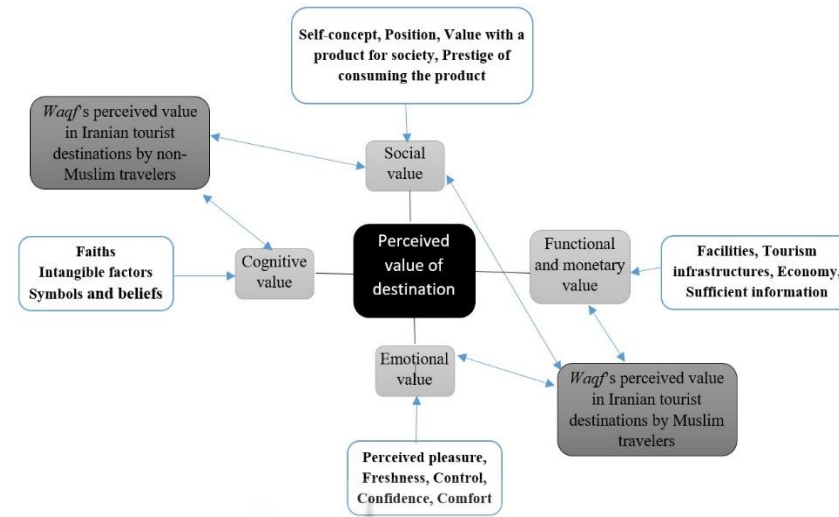 Self-concept, Position, Value with a
product for society, Prestige of
consuming the product
Waqf's perceived value
in Iranian tourist
destinations by non-
Muslim travelers
Social
value
Faiths
Intangible factors
Symbols and beliefs
Cognitive
value
Perceived
value of
destination
Functional
and monetary
value
Facilities, Tourism
infrastructures, Economy,
Sufficient information
Emotional
value
Waqf's perceived value
in Iranian tourist
destinations by Muslim
travelers
Perceived pleasure,
Freshness, Control,
Confidence, Comfort